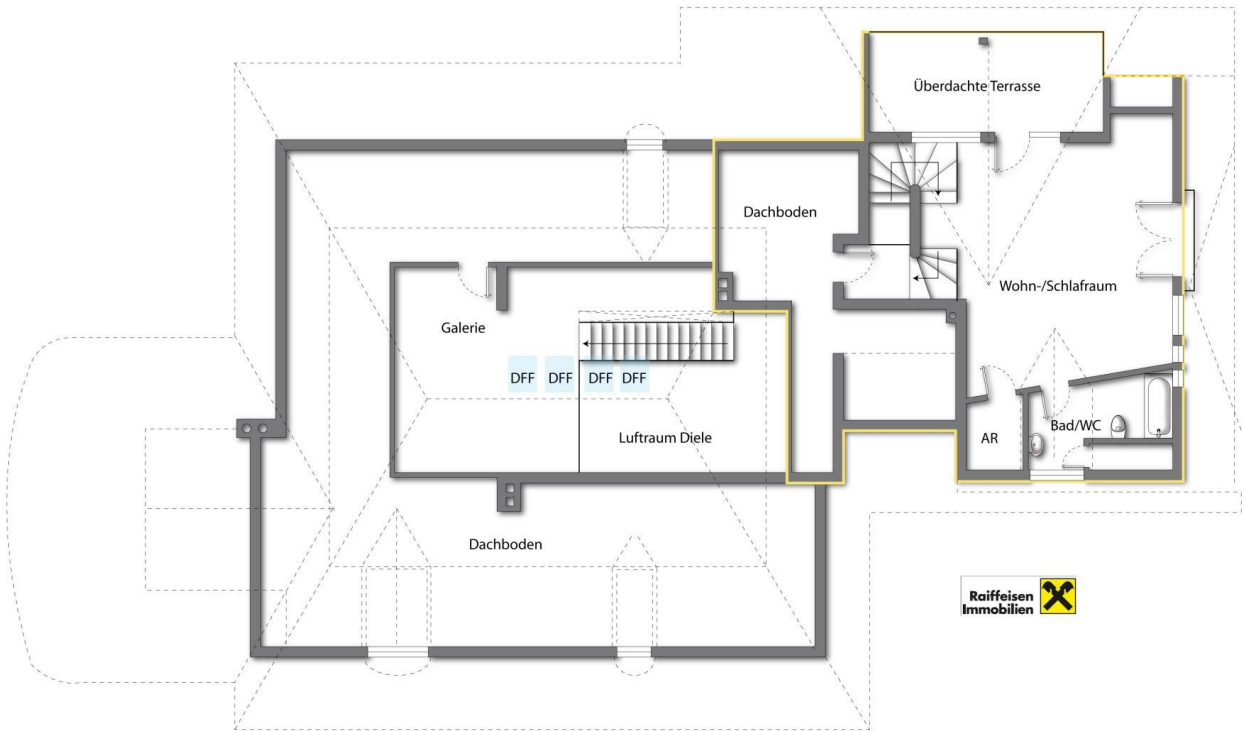 Überdachte Terrasse
Dachboden
Wohn-/Schlafraum
Galerie
DFF DFF DFF DFF
Luftraum Diele
AR
Bad/WC
Dachboden
Raiffeisen
Immobilien